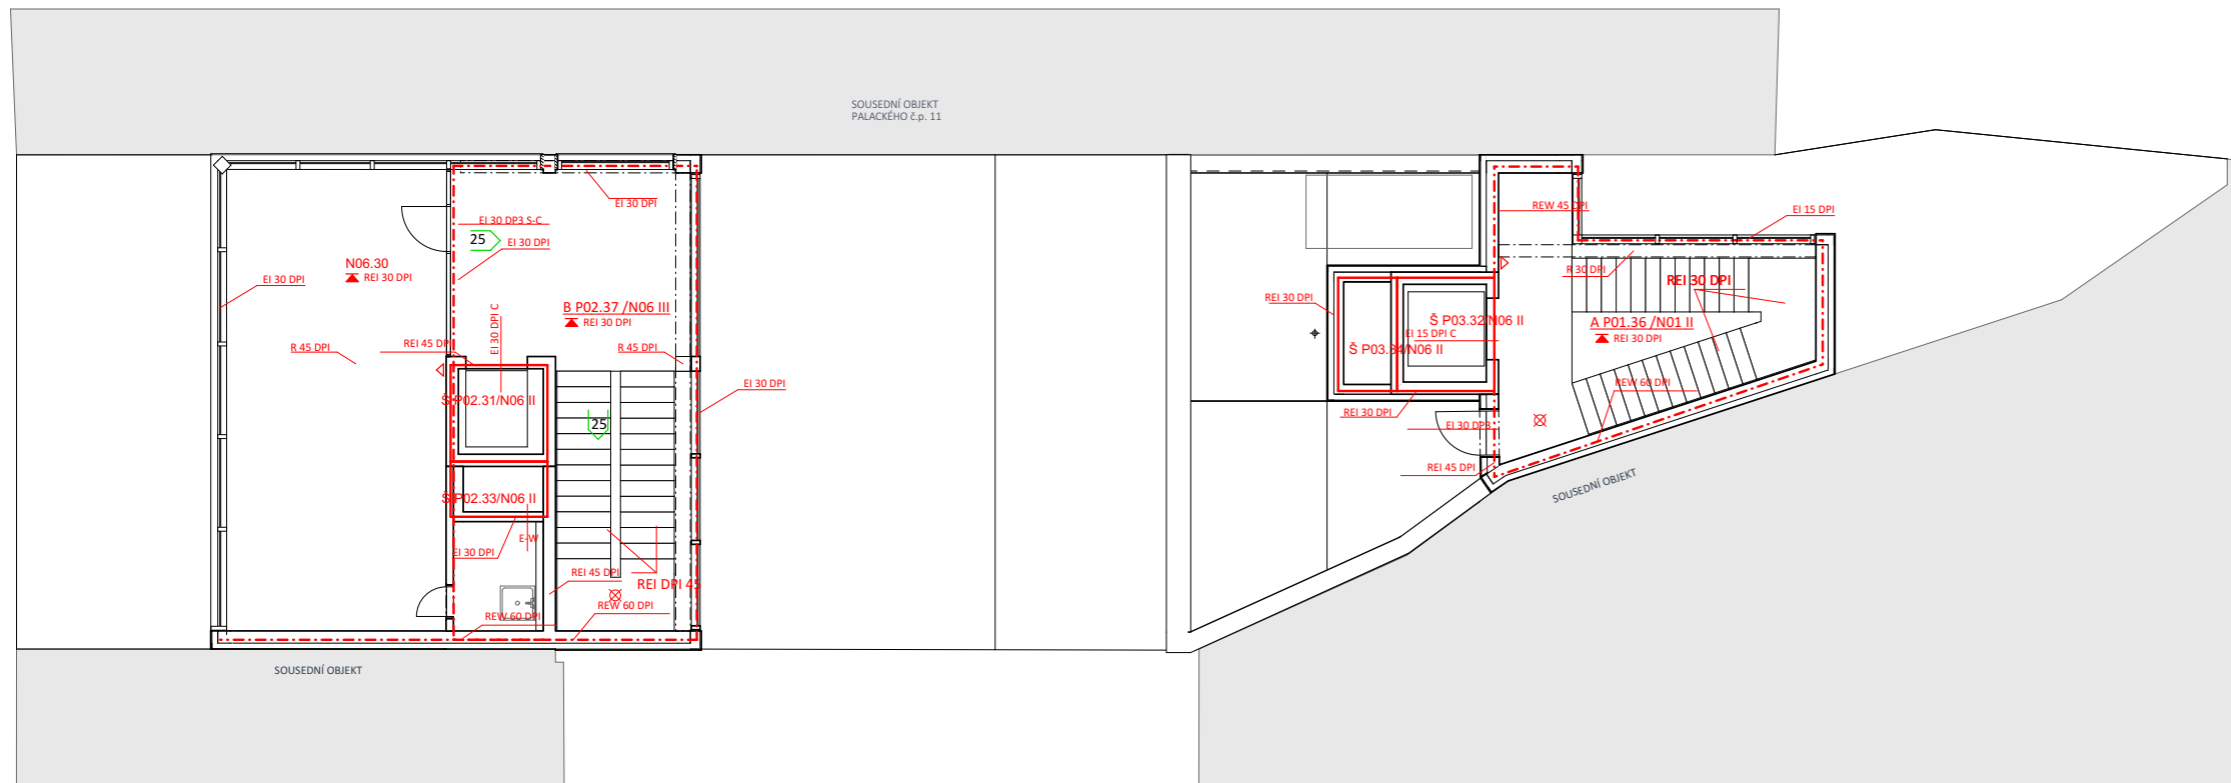 SOUSEDNÍ OBJEKT
PALACKÉHO č.p. 11
EI 30 DPI
EI 30 DP3 S-C
25
EI 30 DPI
N06.30
REI 30 DPI
EI 30 DPI
B P02.37 /N06 III
REI 30 DPI
EI 30 DPI C
R 45 DPI
REI 45 DPI
R 45 DPI
EI 30 DPI
Š P02.31/N06 II
25
Š P02.33/N06 II
E-W
EI 30 DPI
REI 45 DPI
REI DPI 45
REW 60 DPI
REW 60 DPI
SOUSEDNÍ OBJEKT
REW 45 DPI
EI 15 DPI
R 30 DPI
REI 30 DPI
REI 30 DPI
Š P03.32/N06 II
A P01.36 /N01 II
REI 30 DPI
EI 15 DPI C
Š P03.34/N06 II
REW 60 DPI
REI 30 DPI
EI 30 DP3
REI 45 DPI
SOUSEDNÍ OBJEKT